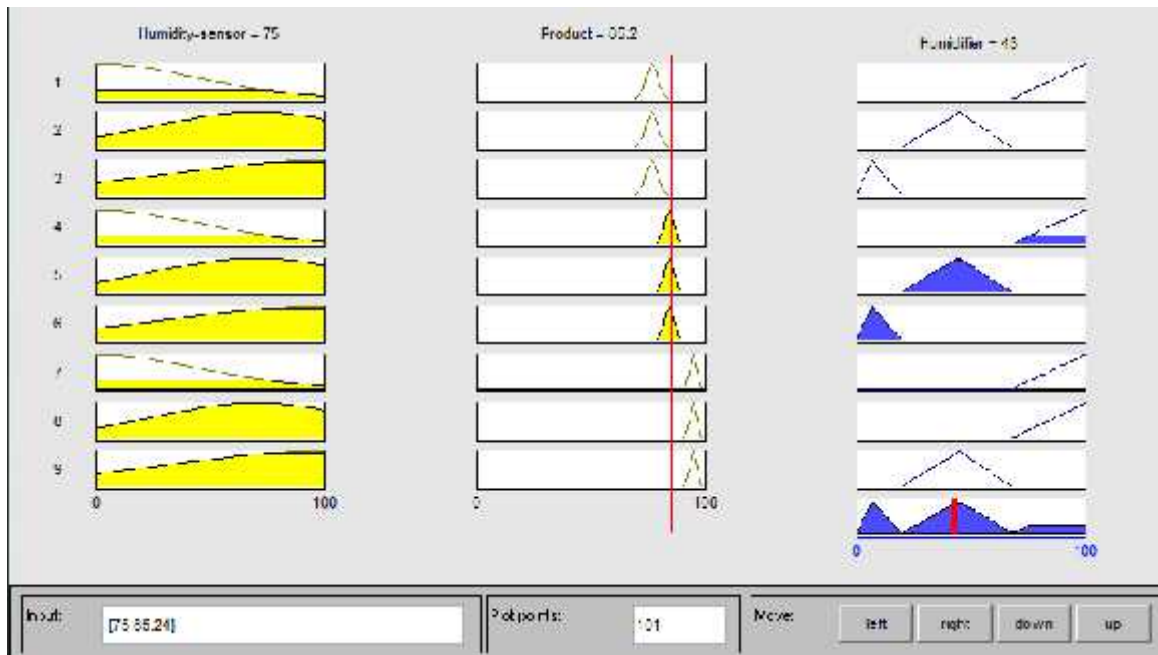 Humidity-sensor = 75
Product = 85.2
Humidifier = 43
1
2
3
4
5
6
7
8
9
0
100
0
100
0
100
Input:
[75 85.24]
Plot points:
101
Move:
left
right
down
up